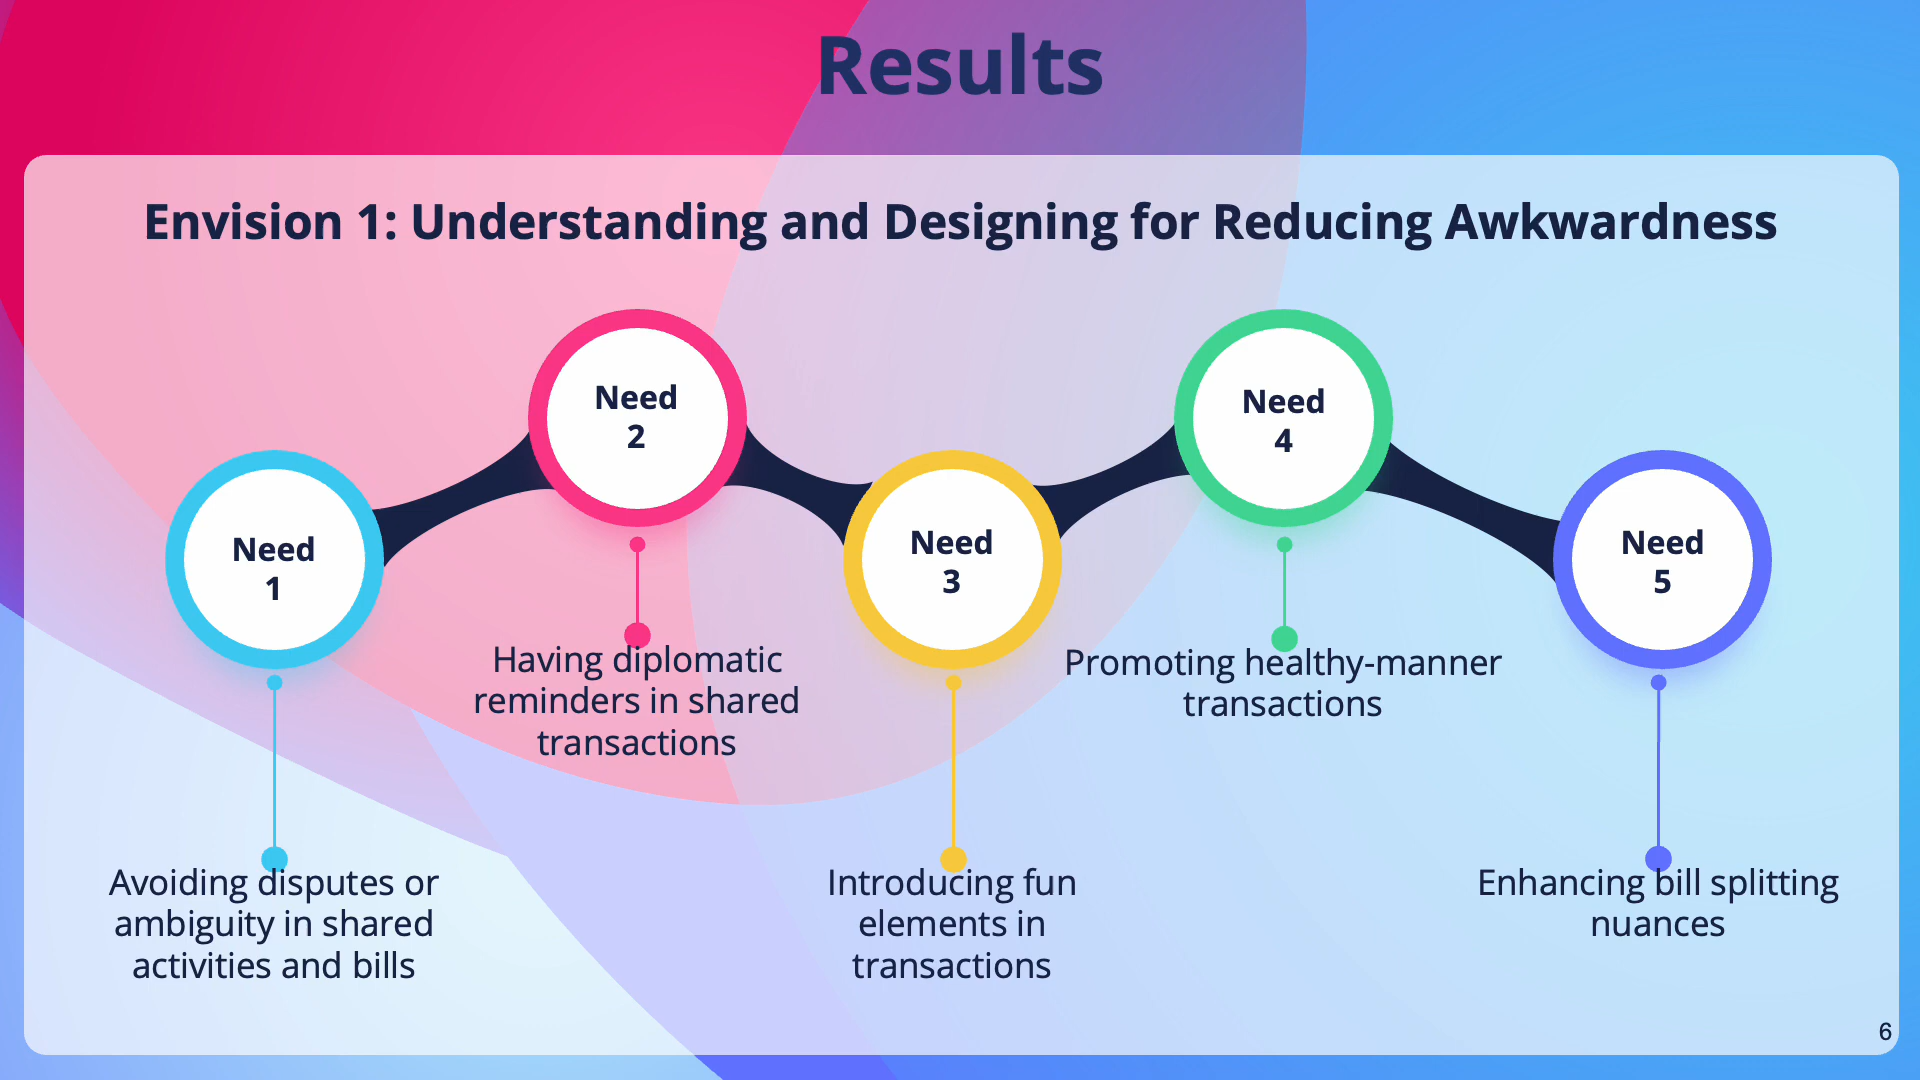 Results
Envision 1: Understanding and Designing for Reducing Awkwardness
Need
1
Avoiding disputes or
ambiguity in shared
activities and bills
Need
2
Having diplomatic
reminders in shared
transactions
Need
3
Introducing fun
elements in
transactions
Need
4
Promoting healthy-manner
transactions
Need
5
Enhancing bill splitting
nuances
6